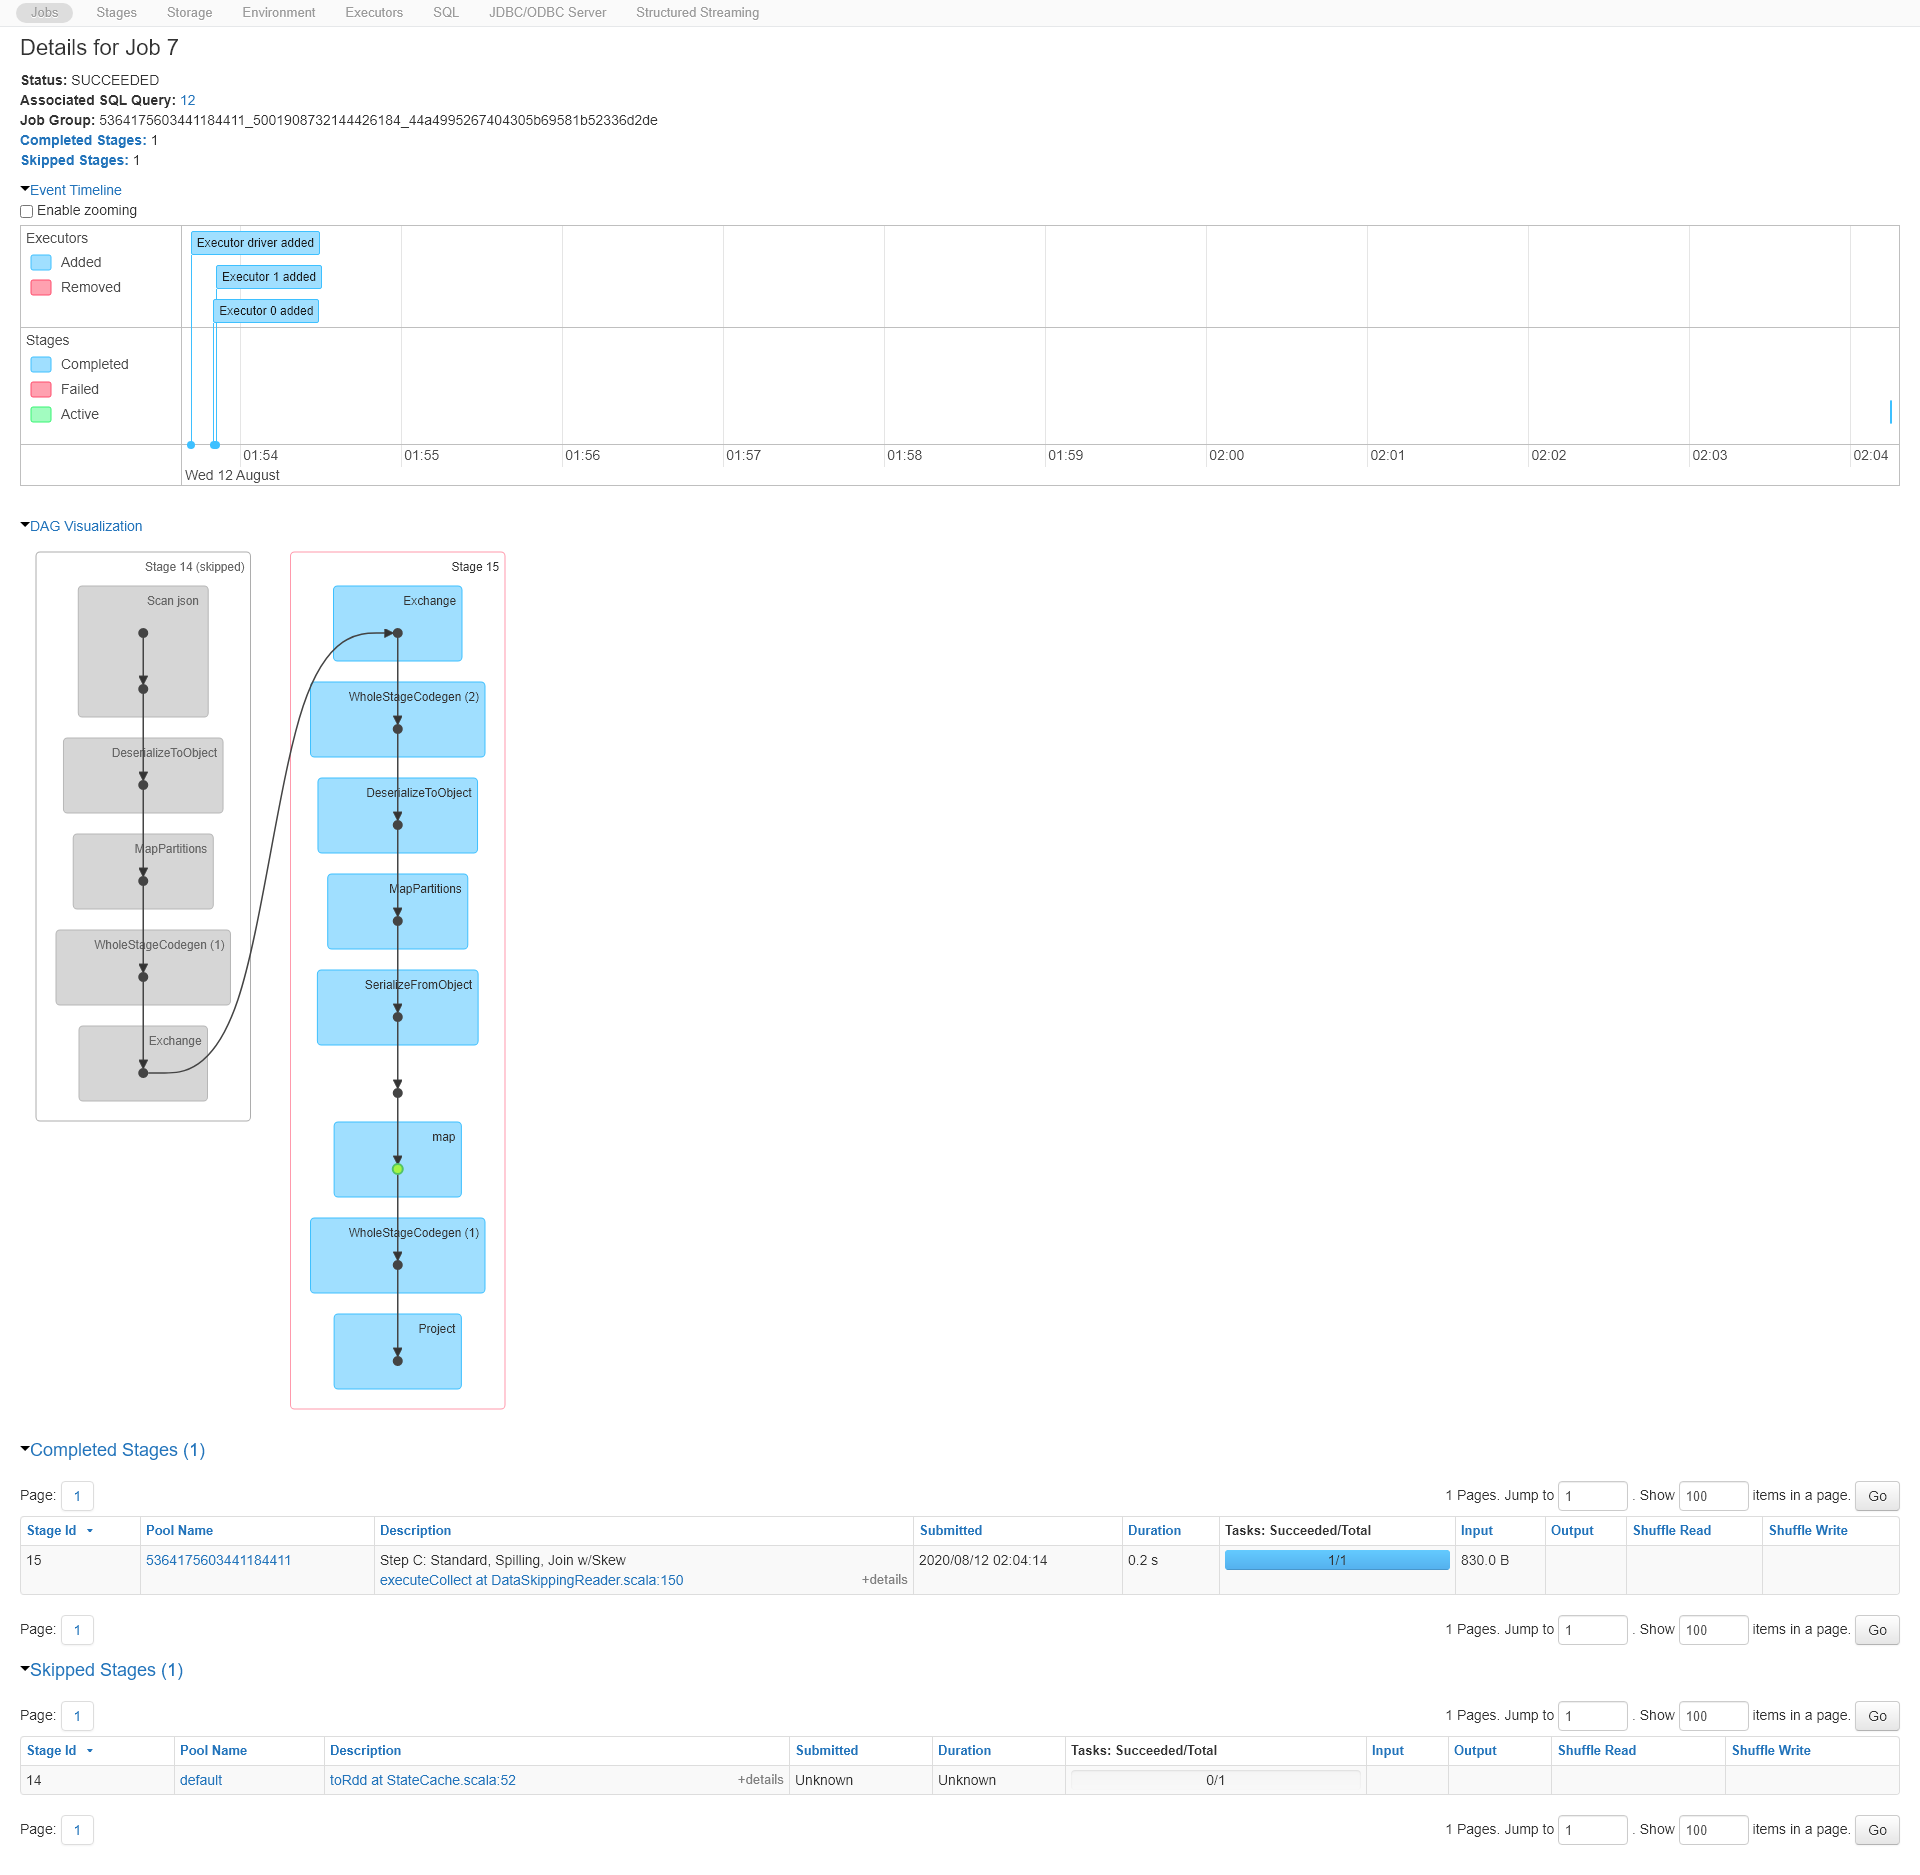 Jobs Stages Storage Environment Executors SQL JDBC/ODBC Server Structured Streaming
Details for Job 7
Status: SUCCEEDED
Associated SQL Query: 12
Job Group: 5364175603441184411_5001908732144426184_44a4995267404305b69581b52336d2de
Completed Stages: 1
Skipped Stages: 1
Event Timeline
Enable zooming
Executors
Added
Removed
Executor driver added
Executor 1 added
Executor 0 added
Stages
Completed
Failed
Active
01:54 01:55 01:56 01:57 01:58 01:59 02:00 02:01 02:02 02:03 02:04
Wed 12 August
DAG Visualization
Stage 14 (skipped)
Scan json
DeserializeToObject
MapPartitions
WholeStageCodegen (1)
Exchange
Stage 15
Exchange
WholeStageCodegen (2)
DeserializeToObject
MapPartitions
SerializeFromObject
map
WholeStageCodegen (1)
Project
Completed Stages (1)
Page: 1 1 Pages. Jump to 1 . Show 100 items in a page. Go
Stage Id Pool Name Description Submitted Duration Tasks: Succeeded/Total Input Output Shuffle Read Shuffle Write
15 5364175603441184411 Step C: Standard, Spilling, Join w/Skew 2020/08/12 02:04:14 0.2 s 1/1 830.0 B
executeCollect at DataSkippingReader.scala:150 +details
Page: 1 1 Pages. Jump to 1 . Show 100 items in a page. Go
Skipped Stages (1)
Page: 1 1 Pages. Jump to 1 . Show 100 items in a page. Go
Stage Id Pool Name Description Submitted Duration Tasks: Succeeded/Total Input Output Shuffle Read Shuffle Write
14 default toRdd at StateCache.scala:52 +details Unknown Unknown 0/1
Page: 1 1 Pages. Jump to 1 . Show 100 items in a page. Go